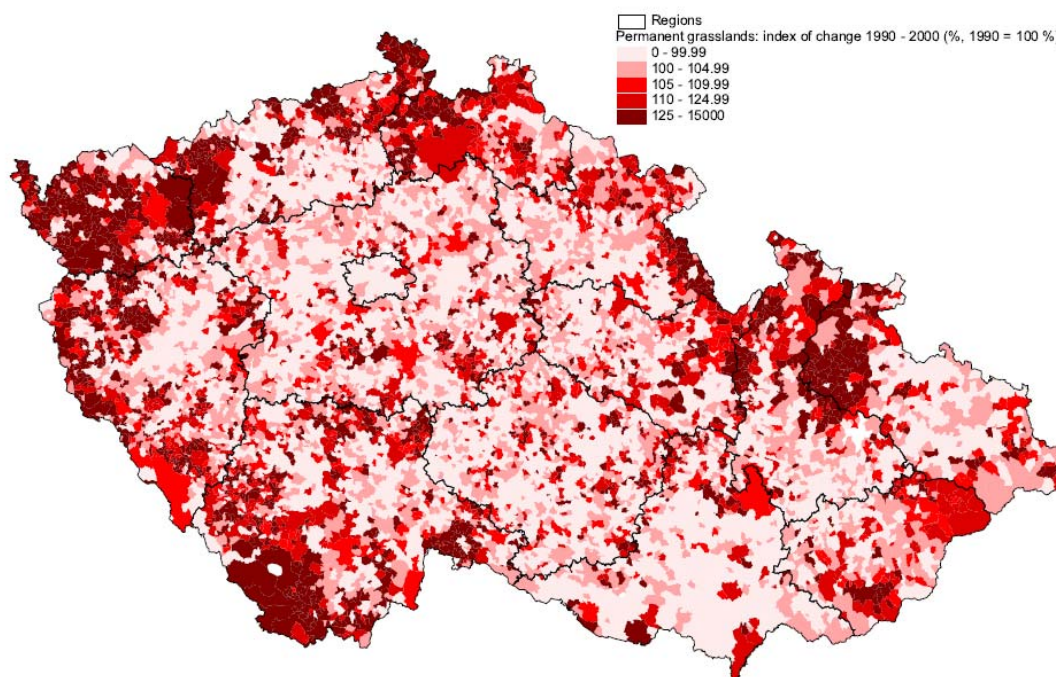 Regions
Permanent grasslands: index of change 1990 - 2000 (%, 1990 = 100 %)
0 - 99.99
100 - 104.99
105 - 109.99
110 - 124.99
125 - 15000